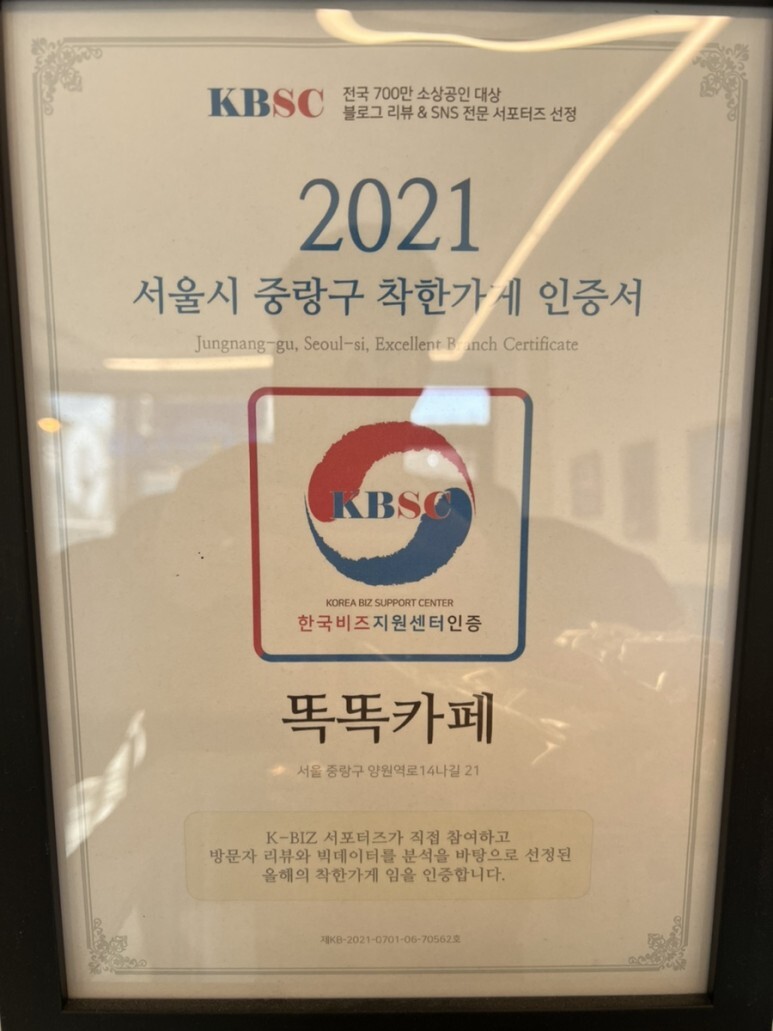 KBSC 전국 700만 소상공인 대상
블로그 리뷰 & SNS 전문 서포터즈 선정
2021
서울시 중랑구 착한가게 인증서
Jungnang-gu, Seoul-si, Excellent Branch Certificate
KBSC
KOREA BIZ SUPPORT CENTER
한국비즈지원센터인증
똑똑카페
서울 중랑구 양원역로14나길 21
K-BIZ 서포터즈가 직접 참여하고
방문자 리뷰와 빅데이터를 분석을 바탕으로 선정된
올해의 착한가게 임을 인증합니다.
제KB-2021-0701-06-70562호